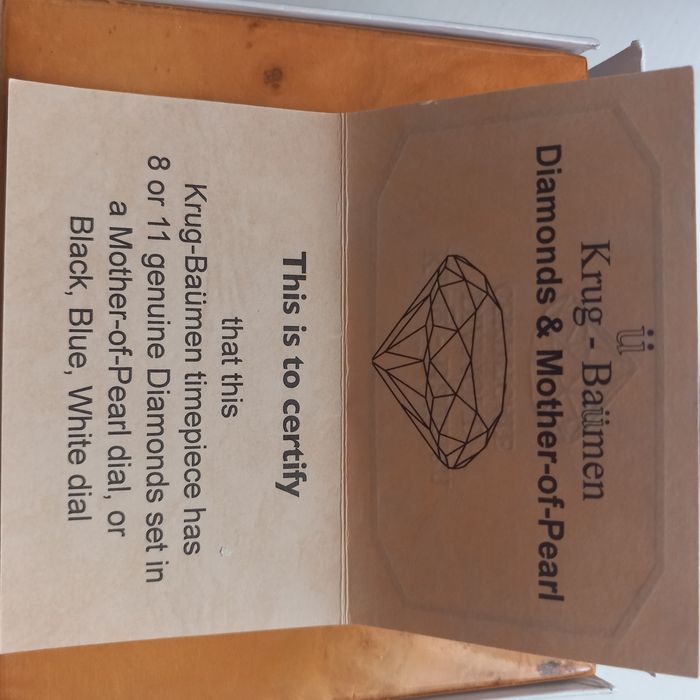 ü
Krug - Baümen
Diamonds & Mother-of-Pearl
This is to certify
that this
Krug-Baümen timepiece has
8 or 11 genuine Diamonds set in
a Mother-of-Pearl dial, or
Black, Blue, White dial